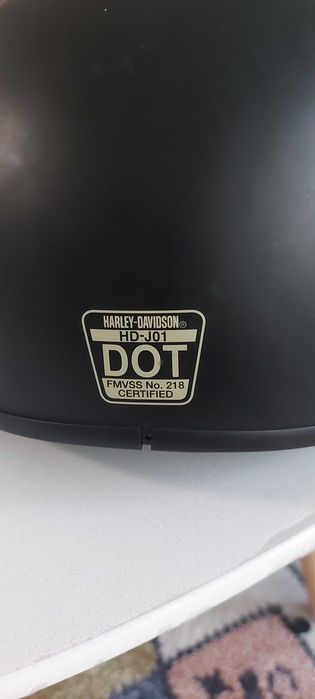 HARLEY-DAVIDSON®
HD-J01
DOT
FMVSS No. 218
CERTIFIED